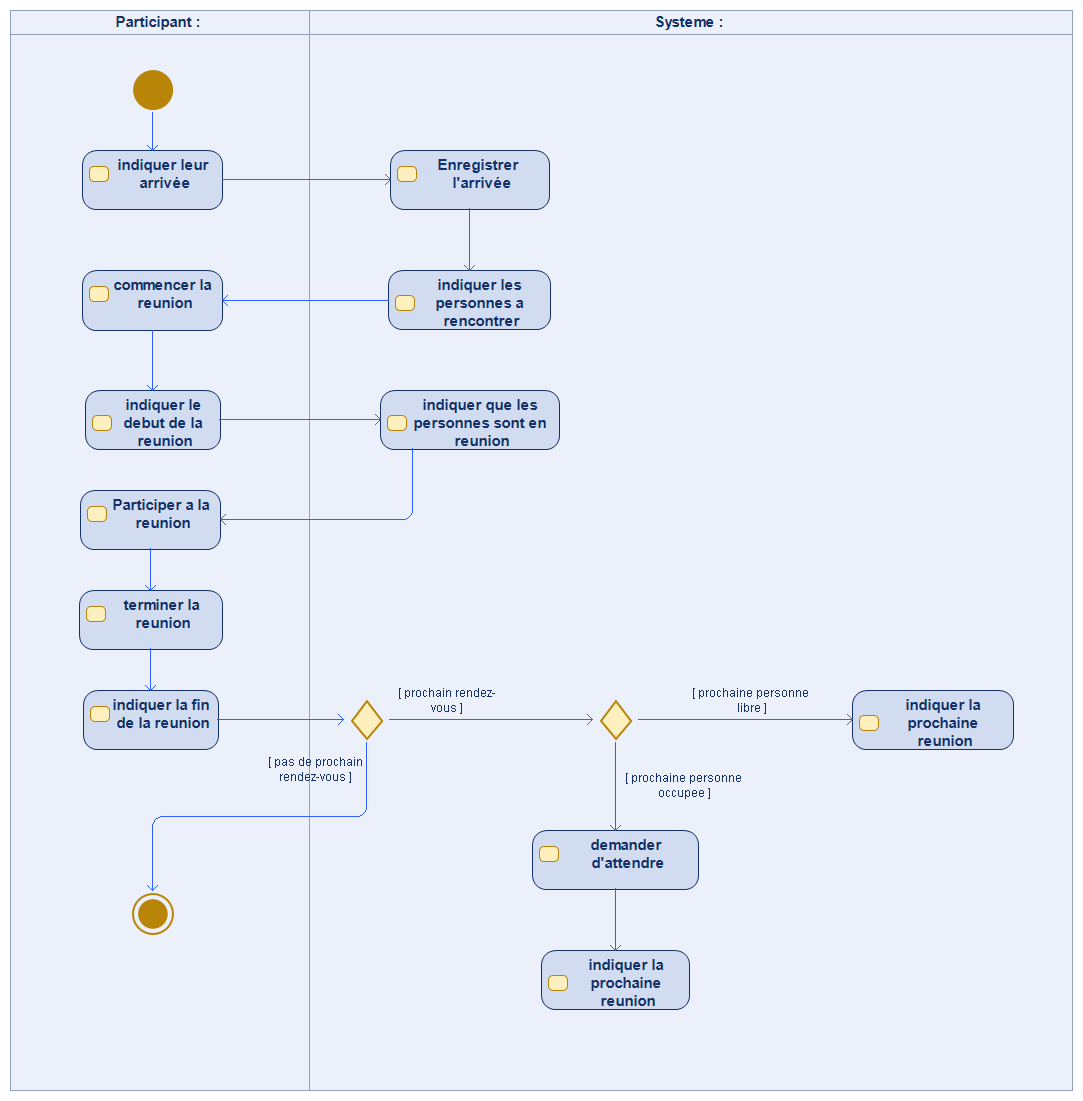 Participant :
Systeme :
indiquer leur
arrivée
Enregistrer
l'arrivée
commencer la
reunion
indiquer les
personnes a
rencontrer
indiquer le
debut de la
reunion
indiquer que les
personnes sont en
reunion
Participer a la
reunion
terminer la
reunion
indiquer la fin
de la reunion
[ prochain rendez-
vous ]
[ prochaine personne
libre ]
indiquer la
prochaine
reunion
[ pas de prochain
rendez-vous ]
[ prochaine personne
occupee ]
demander
d'attendre
indiquer la
prochaine
reunion